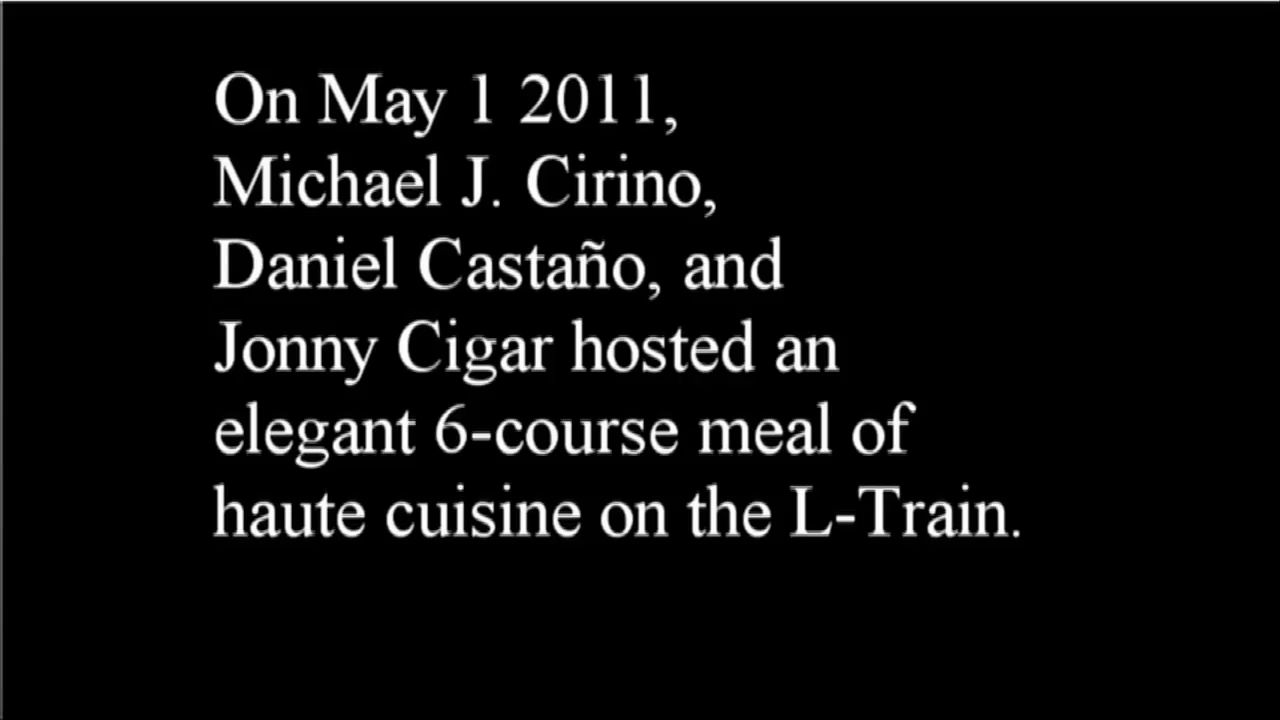 On May 1 2011,
Michael J. Cirino,
Daniel Castaño, and
Jonny Cigar hosted an
elegant 6-course meal of
haute cuisine on the L-Train.